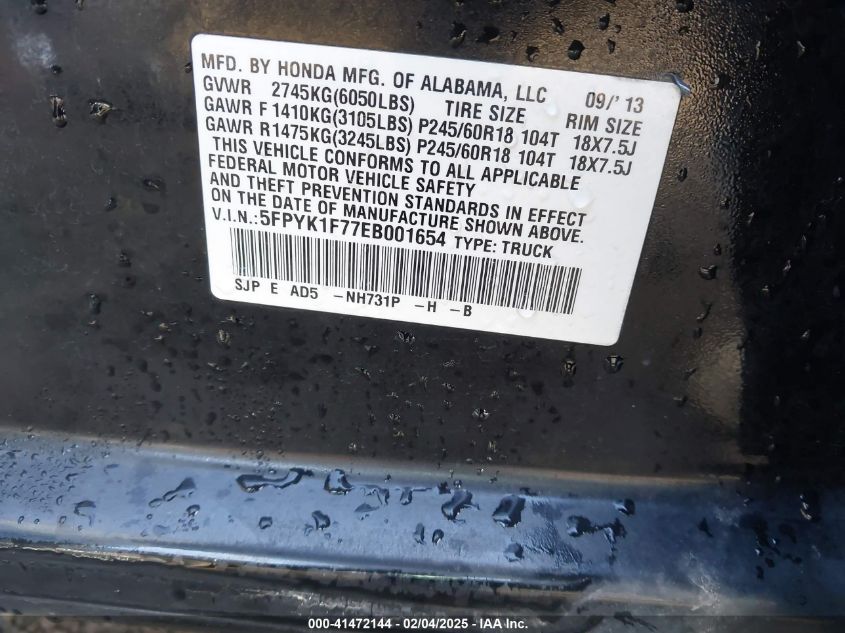 MFD. BY HONDA MFG. OF ALABAMA, LLC 09/'13
GVWR 2745KG(6050LBS) TIRE SIZE RIM SIZE
GAWR F 1410KG(3105LBS) P245/60R18 104T 18X7.5J
GAWR R1475KG(3245LBS) P245/60R18 104T 18X7.5J
THIS VEHICLE CONFORMS TO ALL APPLICABLE
FEDERAL MOTOR VEHICLE SAFETY
AND THEFT PREVENTION STANDARDS IN EFFECT
ON THE DATE OF MANUFACTURE SHOWN ABOVE.
V.I.N.:5FPYK1F77EB001654 TYPE: TRUCK
SJP E AD5 -NH731P -H -B
000-41472144 - 02/04/2025 - IAA Inc.